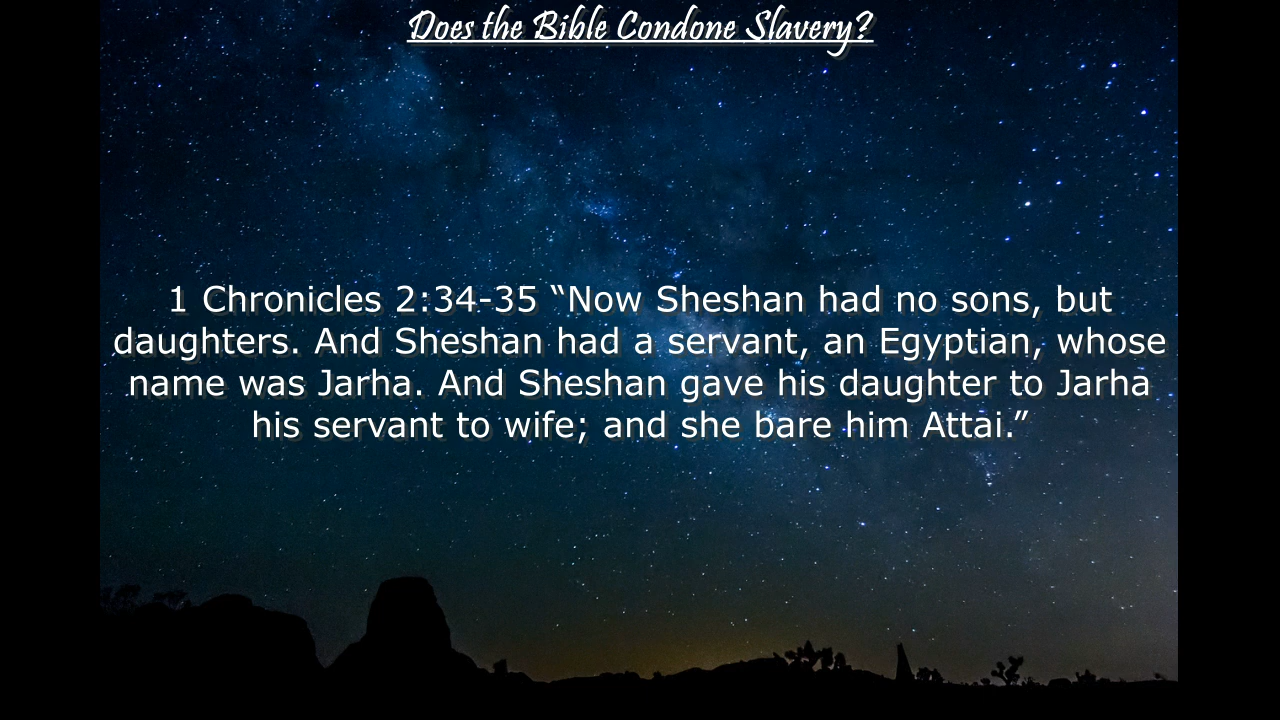 Does the Bible Condone Slavery?
1 Chronicles 2:34-35 “Now Sheshan had no sons, but
daughters. And Sheshan had a servant, an Egyptian, whose
name was Jarha. And Sheshan gave his daughter to Jarha
his servant to wife; and she bare him Attai.”